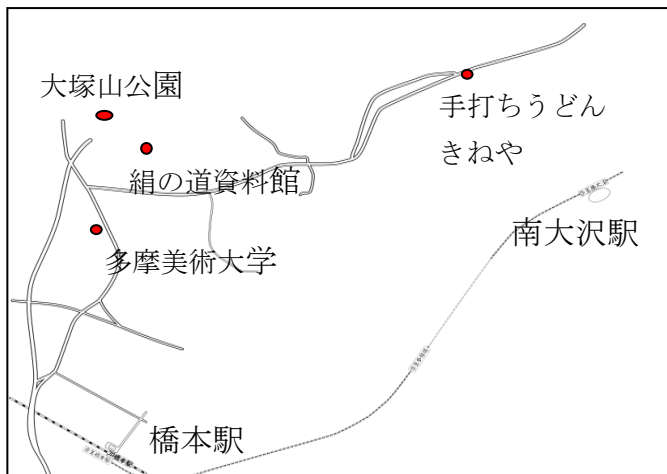 大塚山公園
手打ちうどん
きねや
絹の道資料館
南大沢駅
多摩美術大学
橋本駅